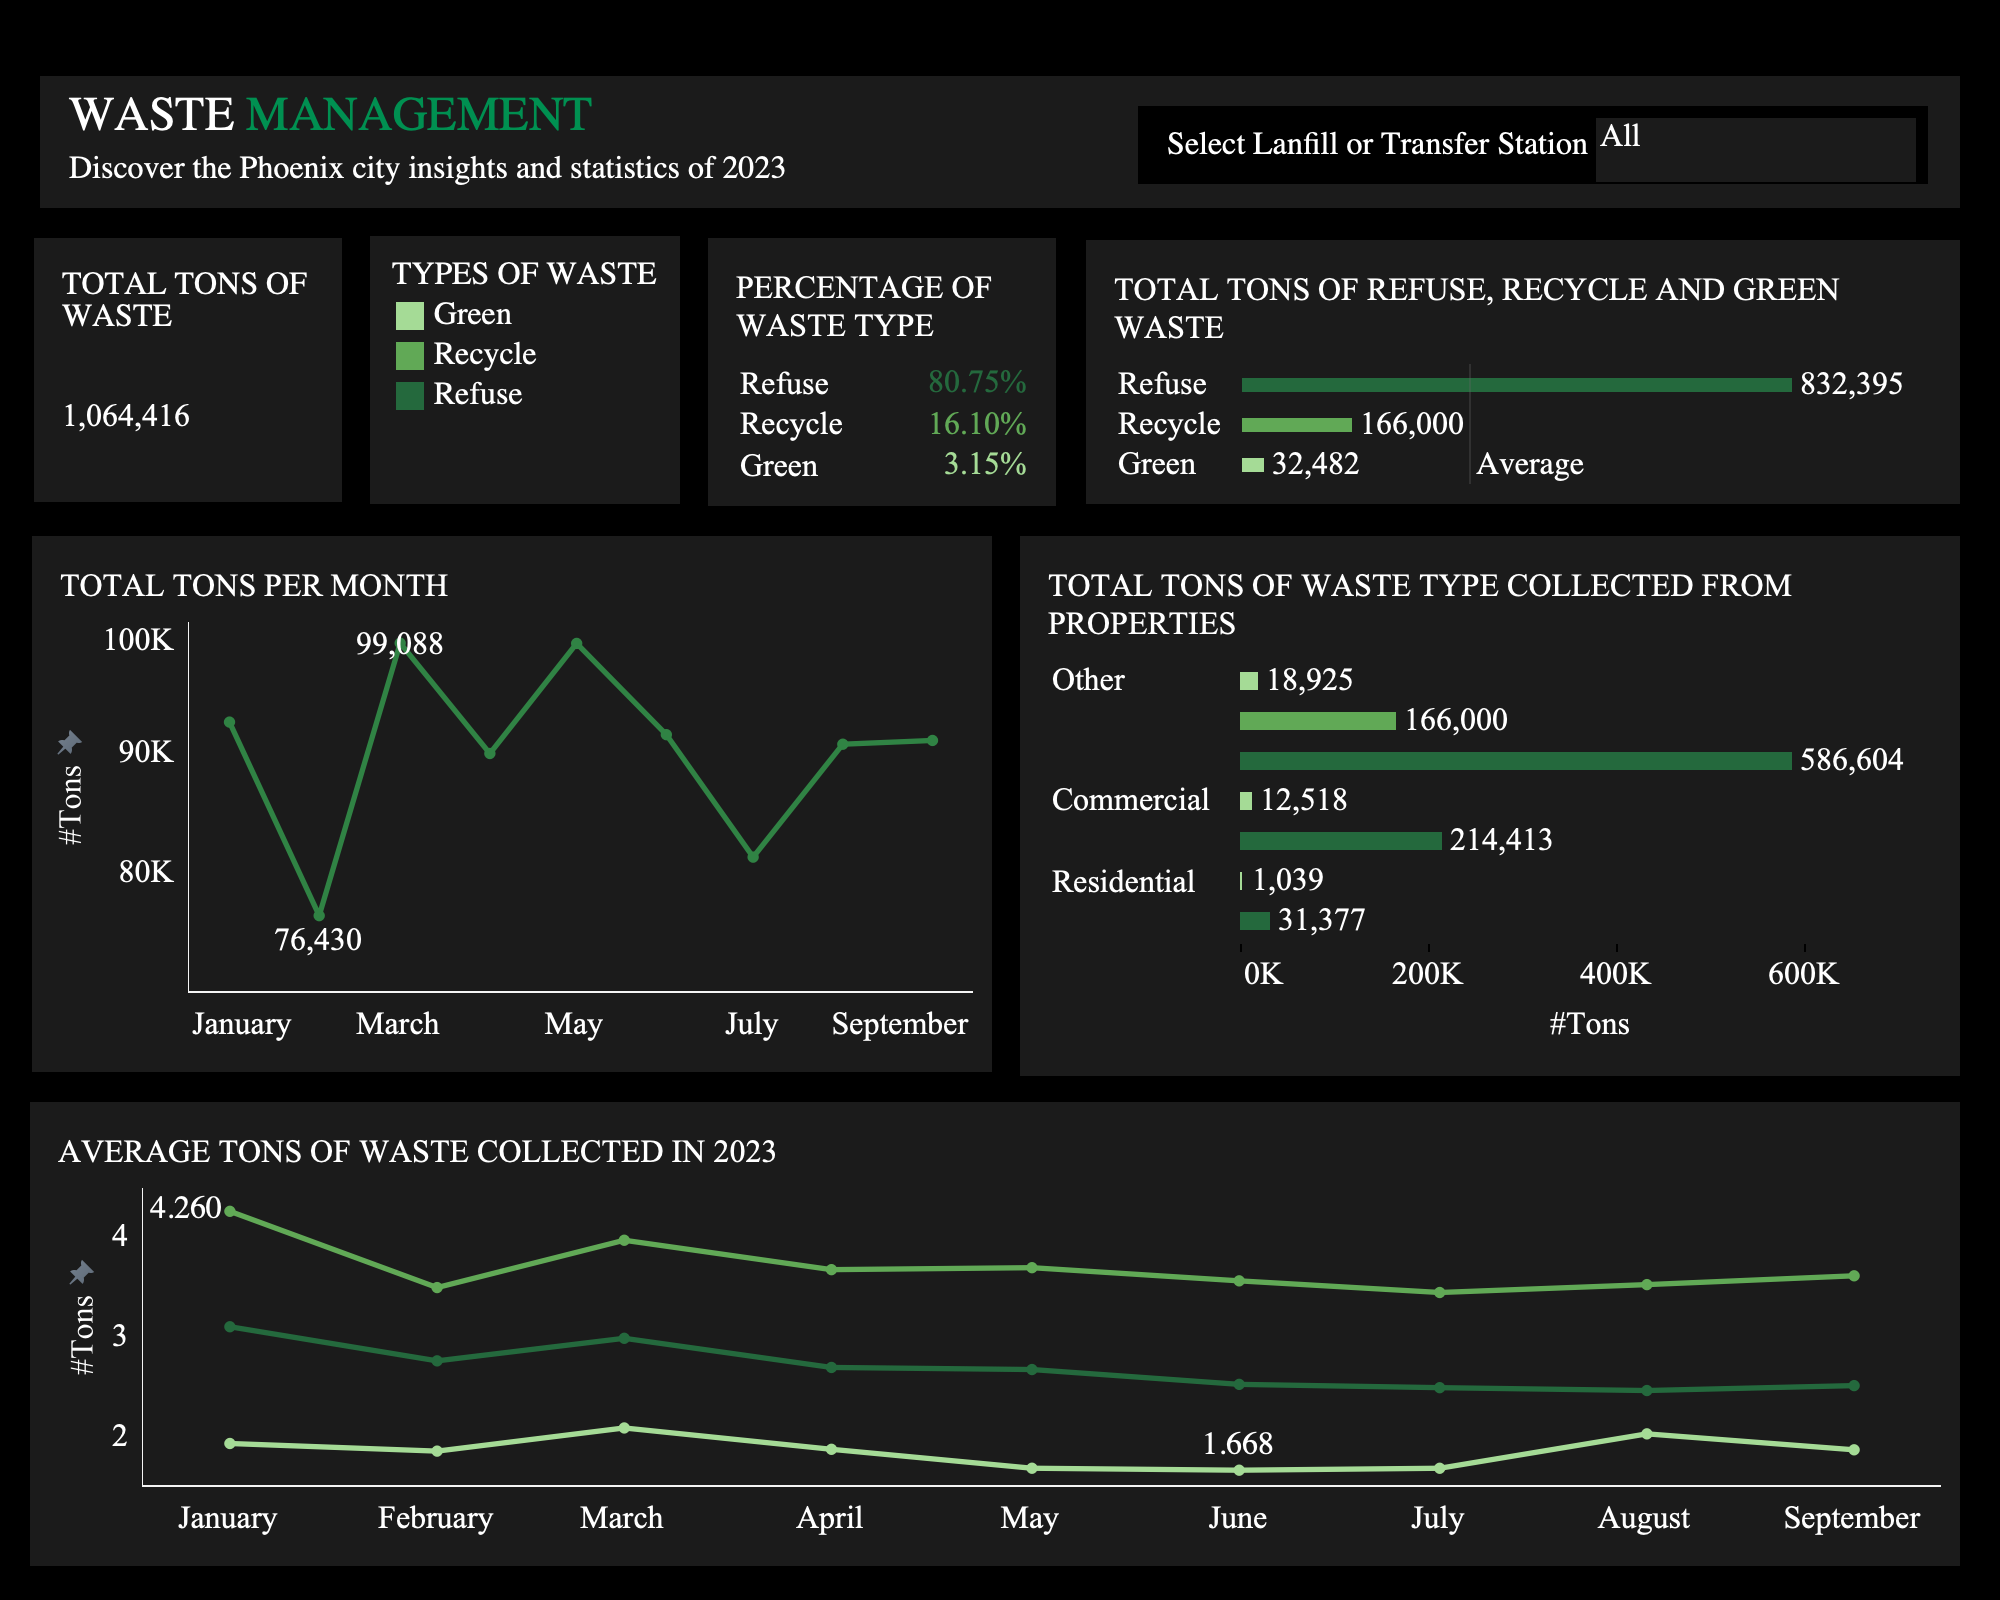 WASTE MANAGEMENT
Discover the Phoenix city insights and statistics of 2023
Select Lanfill or Transfer Station All
TOTAL TONS OF
WASTE
1,064,416
TYPES OF WASTE
Green
Recycle
Refuse
PERCENTAGE OF
WASTE TYPE
Refuse 80.75%
Recycle 16.10%
Green 3.15%
TOTAL TONS OF REFUSE, RECYCLE AND GREEN
WASTE
Refuse 832,395
Recycle 166,000
Green 32,482 Average
TOTAL TONS PER MONTH
100K
90K
80K
#Tons
99,088
76,430
January March May July September
TOTAL TONS OF WASTE TYPE COLLECTED FROM
PROPERTIES
Other 18,925
166,000
586,604
Commercial 12,518
214,413
Residential 1,039
31,377
0K 200K 400K 600K
#Tons
AVERAGE TONS OF WASTE COLLECTED IN 2023
4.260
4
3
2
#Tons
1.668
January February March April May June July August September